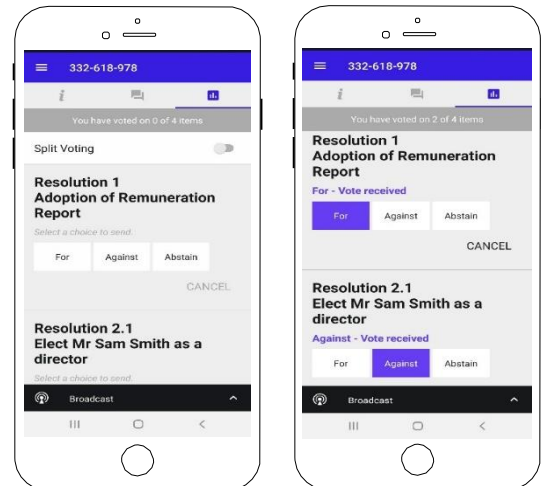 332-618-978
i
You have voted on 0 of 4 items
Split Voting
Resolution 1
Adoption of Remuneration
Report
Select a choice to send.
For Against Abstain
CANCEL
Resolution 2.1
Elect Mr Sam Smith as a
director
Select a choice to send.
Broadcast
332-618-978
i
You have voted on 2 of 4 items
Resolution 1
Adoption of Remuneration
Report
For - Vote received
For Against Abstain
CANCEL
Resolution 2.1
Elect Mr Sam Smith as a
director
Against - Vote received
For Against Abstain
Broadcast